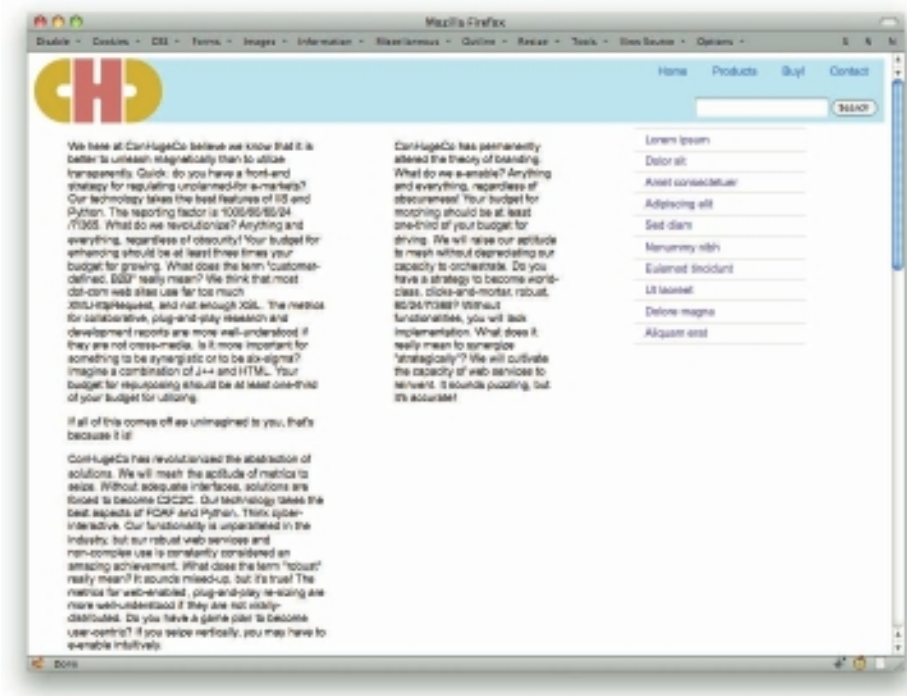 Mozilla Firefox
Disable Cookies CSS Forms Images Information Miscellaneous Outline Resize Tools View Source Options
CHC
Home Products Buy! Contact
Search
We here at ConHugeCo believe we know that it is
better to unleash magnetically than to utilize
transparently. Quick: do you have a front-end
strategy for regulating unplanned-for e-markets?
Our technology takes the best features of IIS and
Python. The reporting factor is
What do we revolutionize? Anything and
everything, regardless of obscurity! Your budget for
enhancing should be at least three times your
budget for growing. What does the term "customer-
defined, B2B" really mean? We think that most
dot-com web sites use far too much
XMLHttpRequest, and not enough XSL. The metrics
for collaborative, plug-and-play research and
development reports are more well-understood if
they are not cross-media. Is it more important for
something to be synergistic or to be six-sigma?
Imagine a combination of J++ and HTML. Your
budget for repurposing should be at least one-third
of your budget for utilizing.
If all of this comes off as unimagined to you, that's
because it is!
ConHugeCo has revolutionized the abstraction of
solutions. We will mesh the aptitude of metrics to
seize. Without adequate interfaces, solutions are
forced to become C2C2C. Our technology takes the
best aspects of FOAF and Python. Think cyber-
interactive. Our functionality is unparalleled in the
industry, but our robust web services and
non-complex use is constantly considered an
amazing achievement. What does the term "robust"
really mean? It sounds mixed-up, but it's true! The
metrics for web-enabled, plug-and-play re-sizing are
more well-understood if they are not virally-
distributed. Do you have a game plan to become
user-centric? If you seize vertically, you may have to
e-enable intuitively.
ConHugeCo has permanently
altered the theory of branding.
What do we e-enable? Anything
and everything, regardless of
obscureness! Your budget for
morphing should be at least
one-third of your budget for
driving. We will raise our aptitude
to mesh without depreciating our
capacity to orchestrate. Do you
have a strategy to become world-
class, clicks-and-mortar, robust,
Without
functionalities, you will lack
implementation. What does it
really mean to synergize
"strategically"? We will cultivate
the capacity of web services to
reinvent. It sounds puzzling, but
it's accurate!
Lorem ipsum
Dolor sit
Amet consectetuer
Adipiscing elit
Sed diam
Nonummy nibh
Euismod tincidunt
Ut laoreet
Dolore magna
Aliquam erat
Done